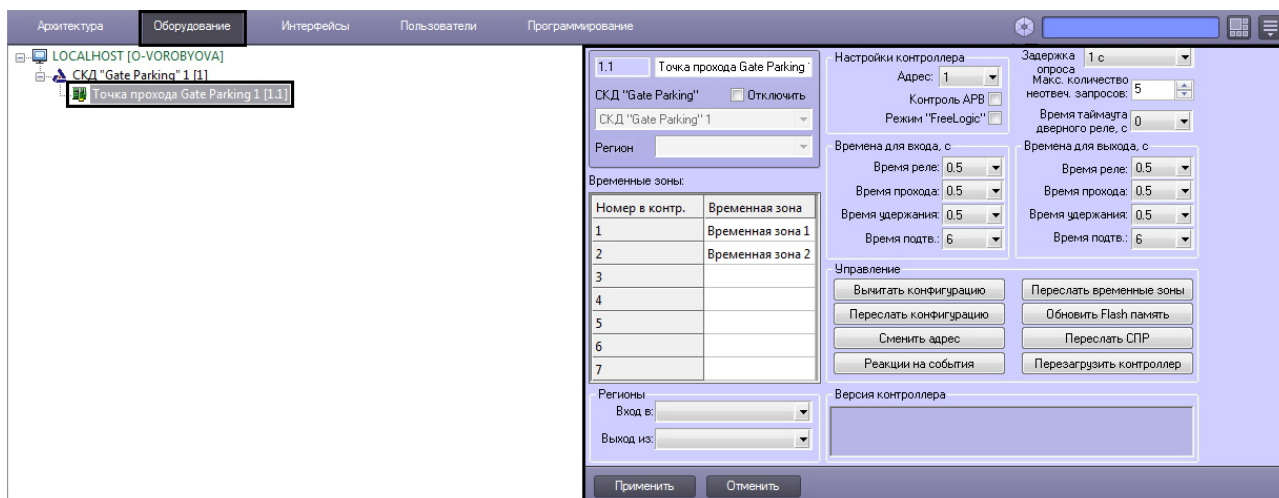 Архитектура Оборудование Интерфейсы Пользователи Программирование
LOCALHOST [O-VOROBYOVA]
СКД "Gate Parking" 1 [1]
Точка прохода Gate Parking 1 [1.1]
1.1 Точка прохода Gate Parking
СКД "Gate Parking" Отключить
СКД "Gate Parking" 1
Регион
Временные зоны:
Номер в контр. Временная зона
1 Временная зона 1
2 Временная зона 2
3
4
5
6
7
Регионы
Вход в:
Выход из:
Настройки контроллера
Адрес: 1
Контроль APB
Режим "FreeLogic"
Задержка опроса 1 с
Макс. количество неотвеч. запросов: 5
Время таймаута дверного реле, с 0
Времена для входа, с
Время реле: 0.5
Время прохода: 0.5
Время удержания: 0.5
Время подтв.: 6
Времена для выхода, с
Время реле: 0.5
Время прохода: 0.5
Время удержания: 0.5
Время подтв.: 6
Управление
Вычитать конфигурацию Переслать временные зоны
Переслать конфигурацию Обновить Flash память
Сменить адрес Переслать СПР
Реакции на события Перезагрузить контроллер
Версия контроллера
Применить Отменить